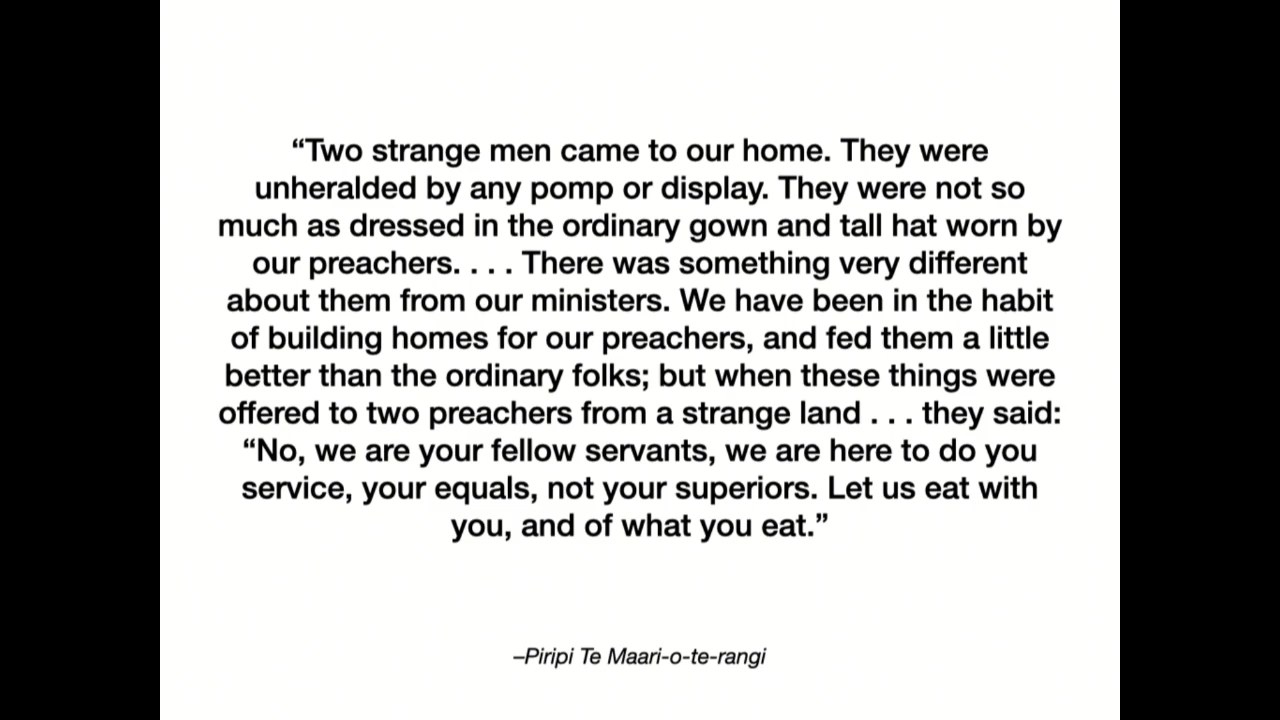 “Two strange men came to our home. They were
unheralded by any pomp or display. They were not so
much as dressed in the ordinary gown and tall hat worn by
our preachers. . . . There was something very different
about them from our ministers. We have been in the habit
of building homes for our preachers, and fed them a little
better than the ordinary folks; but when these things were
offered to two preachers from a strange land . . . they said:
“No, we are your fellow servants, we are here to do you
service, your equals, not your superiors. Let us eat with
you, and of what you eat.”
–Piripi Te Maari-o-te-rangi